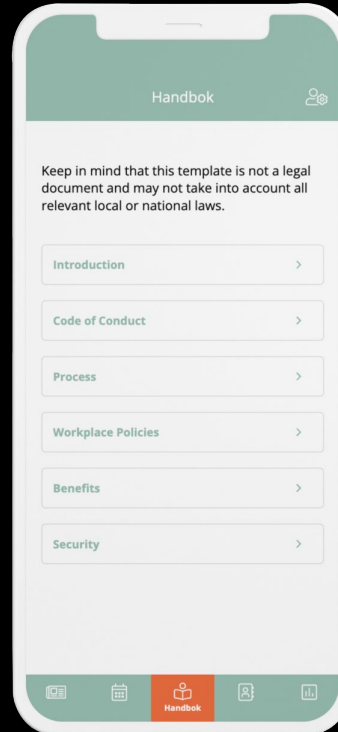 Handbok
Keep in mind that this template is not a legal
document and may not take into account all
relevant local or national laws.
Introduction
Code of Conduct
Process
Workplace Policies
Benefits
Security
Handbok